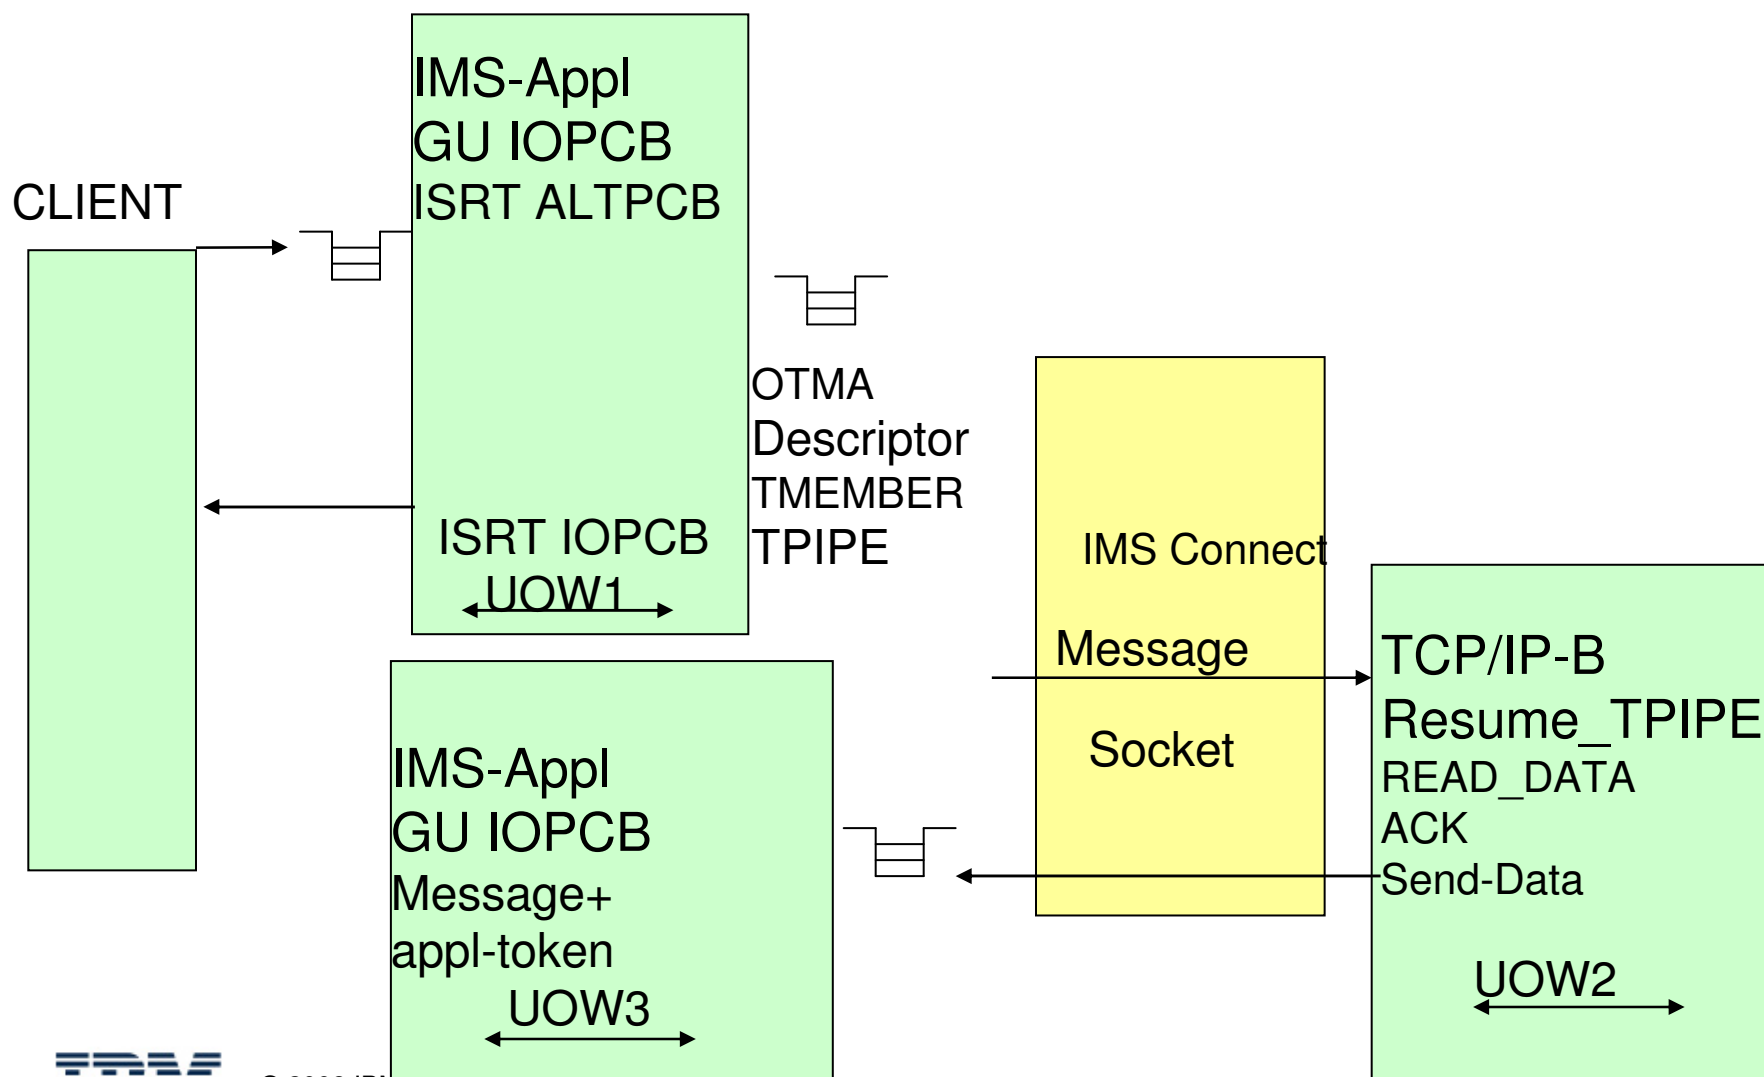 CLIENT
IMS-Appl
GU IOPCB
ISRT ALTPCB
ISRT IOPCB
UOW1
OTMA
Descriptor
TMEMBER
TPIPE
IMS Connect
Message
Socket
TCP/IP-B
Resume_TPIPE
READ_DATA
ACK
Send-Data
UOW2
IMS-Appl
GU IOPCB
Message+
appl-token
UOW3
IBM